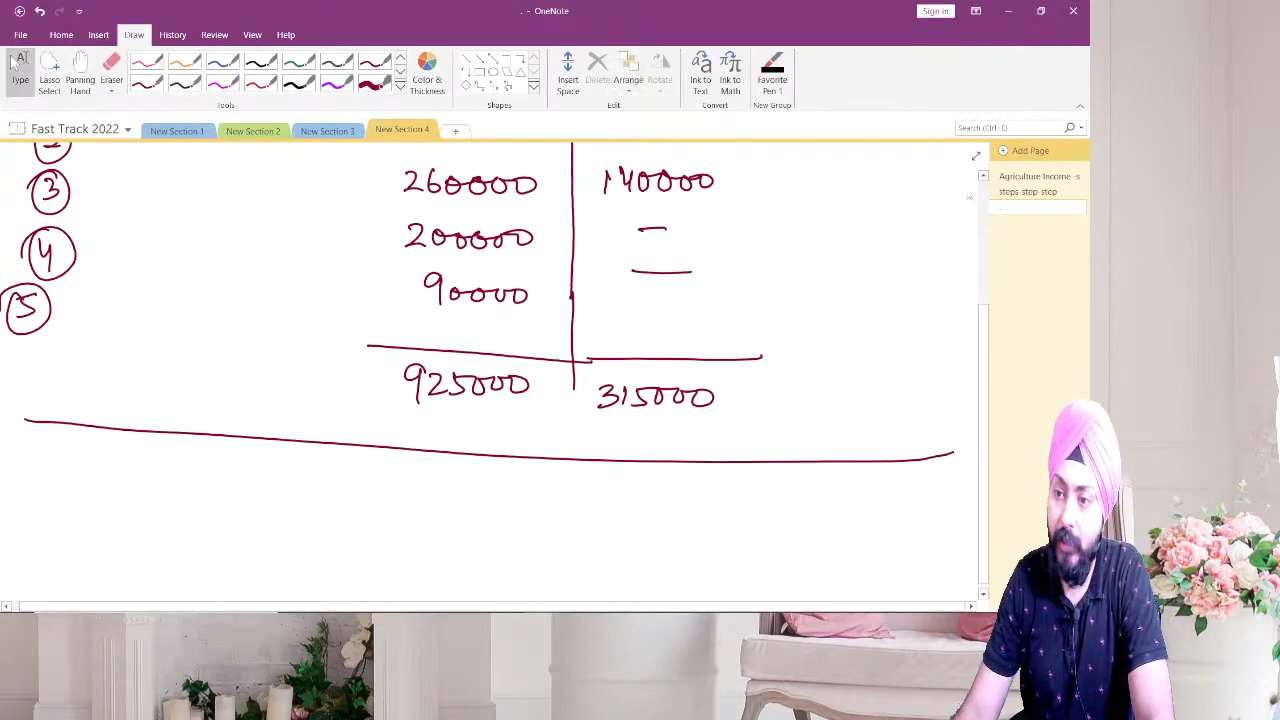 . - OneNote
Sign in
File Home Insert Draw History Review View Help
Type
Lasso Select
Panning Hand
Eraser
Color & Thickness
Insert Space
Delete
Arrange
Rotate
Ink to Text
Ink to Math
Favorite Pen 1
Tools
Shapes
Edit
Convert
New Group
Fast Track 2022
New Section 1
New Section 2
New Section 3
New Section 4
Search (Ctrl+E)
Add Page
Agriculture Income -s
steps-step-step
3 260000 140000
4 200000 —
5 90000 —
925000 315000